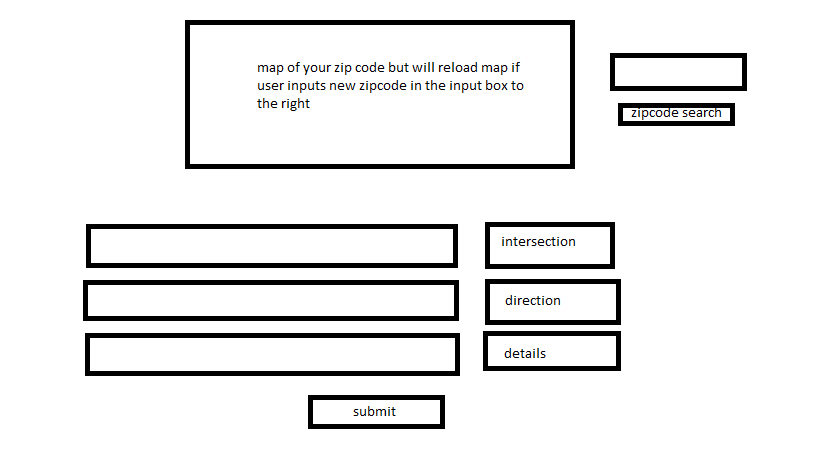 map of your zip code but will reload map if
user inputs new zipcode in the input box to
the right
zipcode search
intersection
direction
details
submit